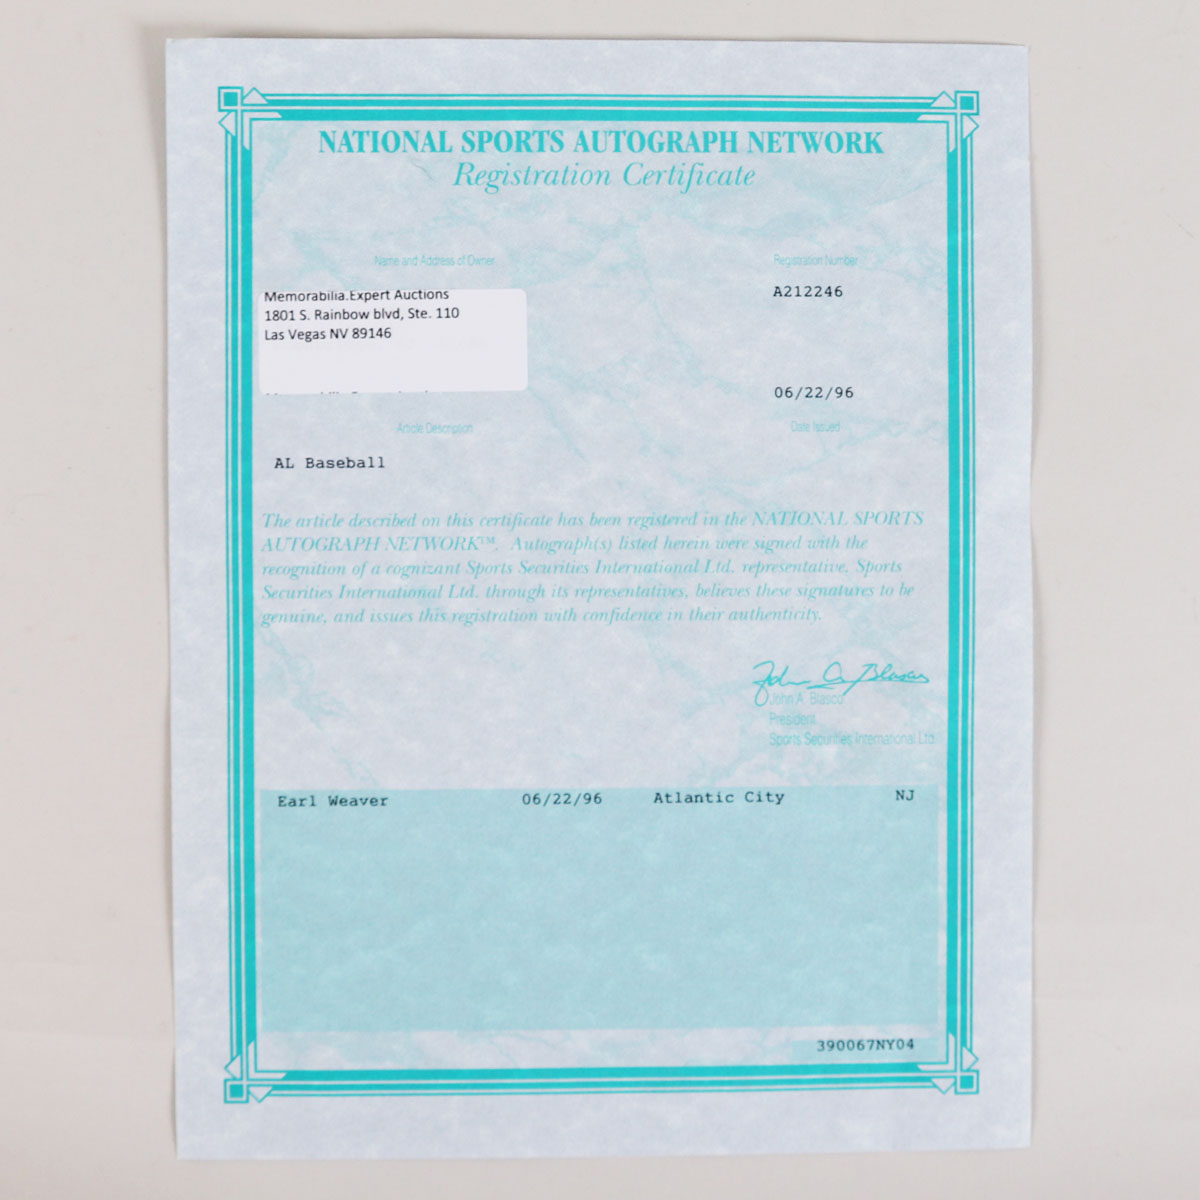 NATIONAL SPORTS AUTOGRAPH NETWORK
Registration Certificate
Name and Address of Owner
Registration Number
Memorabilia.Expert Auctions
1801 S. Rainbow blvd, Ste. 110
Las Vegas NV 89146
A212246
06/22/96
Article Description
Date Issued
AL Baseball
The article described on this certificate has been registered in the NATIONAL SPORTS
AUTOGRAPH NETWORK™. Autograph(s) listed herein were signed with the
recognition of a cognizant Sports Securities International Ltd. representative. Sports
Securities International Ltd. through its representatives, believes these signatures to be
genuine, and issues this registration with confidence in their authenticity.
John A. Blasco
John A. Blasco
President
Sports Securities International Ltd.
Earl Weaver 06/22/96 Atlantic City NJ
390067NY04